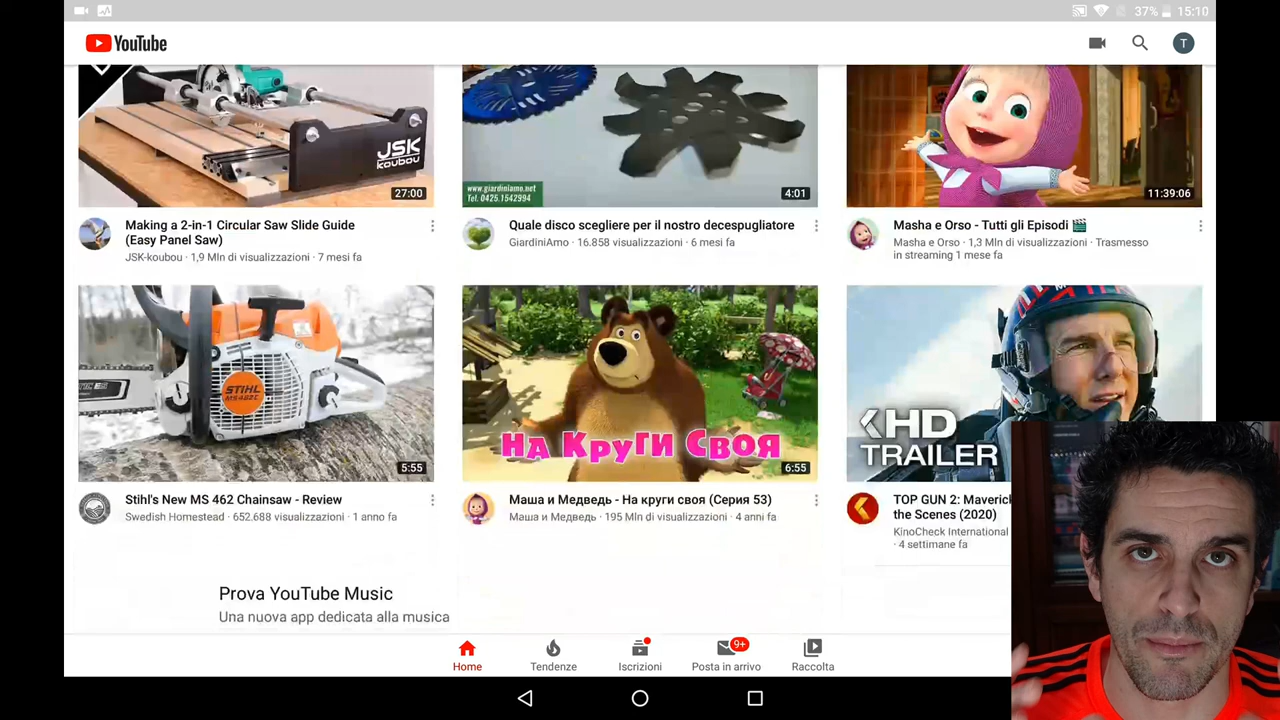 37% 15:10
YouTube
T
JSK
koubou
27:00
www.giardiniamo.net
Tel. 0425.1542994
4:01
11:39:06
Making a 2-in-1 Circular Saw Slide Guide
(Easy Panel Saw)
JSK-koubou · 1,9 Mln di visualizzazioni · 7 mesi fa
Quale disco scegliere per il nostro decespugliatore
GiardiniAmo · 16.858 visualizzazioni · 6 mesi fa
Masha e Orso - Tutti gli Episodi 🎬
Masha e Orso · 1,3 Mln di visualizzazioni · Trasmesso
in streaming 1 mese fa
STIHL
MS 462 C
5:55
На Круги Своя
6:55
KHD
TRAILER
Stihl's New MS 462 Chainsaw - Review
Swedish Homestead · 652.688 visualizzazioni · 1 anno fa
Маша и Медведь - На круги своя (Серия 53)
Маша и Медведь · 195 Mln di visualizzazioni · 4 anni fa
TOP GUN 2: Maverick
the Scenes (2020)
KinoCheck International
· 4 settimane fa
Prova YouTube Music
Una nuova app dedicata alla musica
Home
Tendenze
Iscrizioni
9+
Posta in arrivo
Raccolta